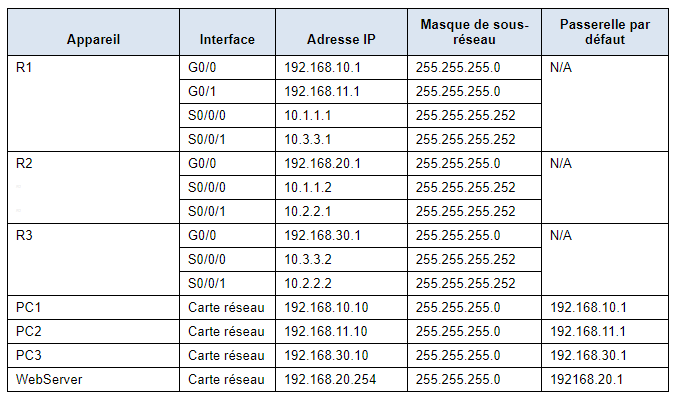 Appareil Interface Adresse IP Masque de sous-réseau Passerelle par défaut
R1 G0/0 192.168.10.1 255.255.255.0 N/A
G0/1 192.168.11.1 255.255.255.0
S0/0/0 10.1.1.1 255.255.255.252
S0/0/1 10.3.3.1 255.255.255.252
R2 G0/0 192.168.20.1 255.255.255.0 N/A
S0/0/0 10.1.1.2 255.255.255.252
S0/0/1 10.2.2.1 255.255.255.252
R3 G0/0 192.168.30.1 255.255.255.0 N/A
S0/0/0 10.3.3.2 255.255.255.252
S0/0/1 10.2.2.2 255.255.255.252
PC1 Carte réseau 192.168.10.10 255.255.255.0 192.168.10.1
PC2 Carte réseau 192.168.11.10 255.255.255.0 192.168.11.1
PC3 Carte réseau 192.168.30.10 255.255.255.0 192.168.30.1
WebServer Carte réseau 192.168.20.254 255.255.255.0 192168.20.1